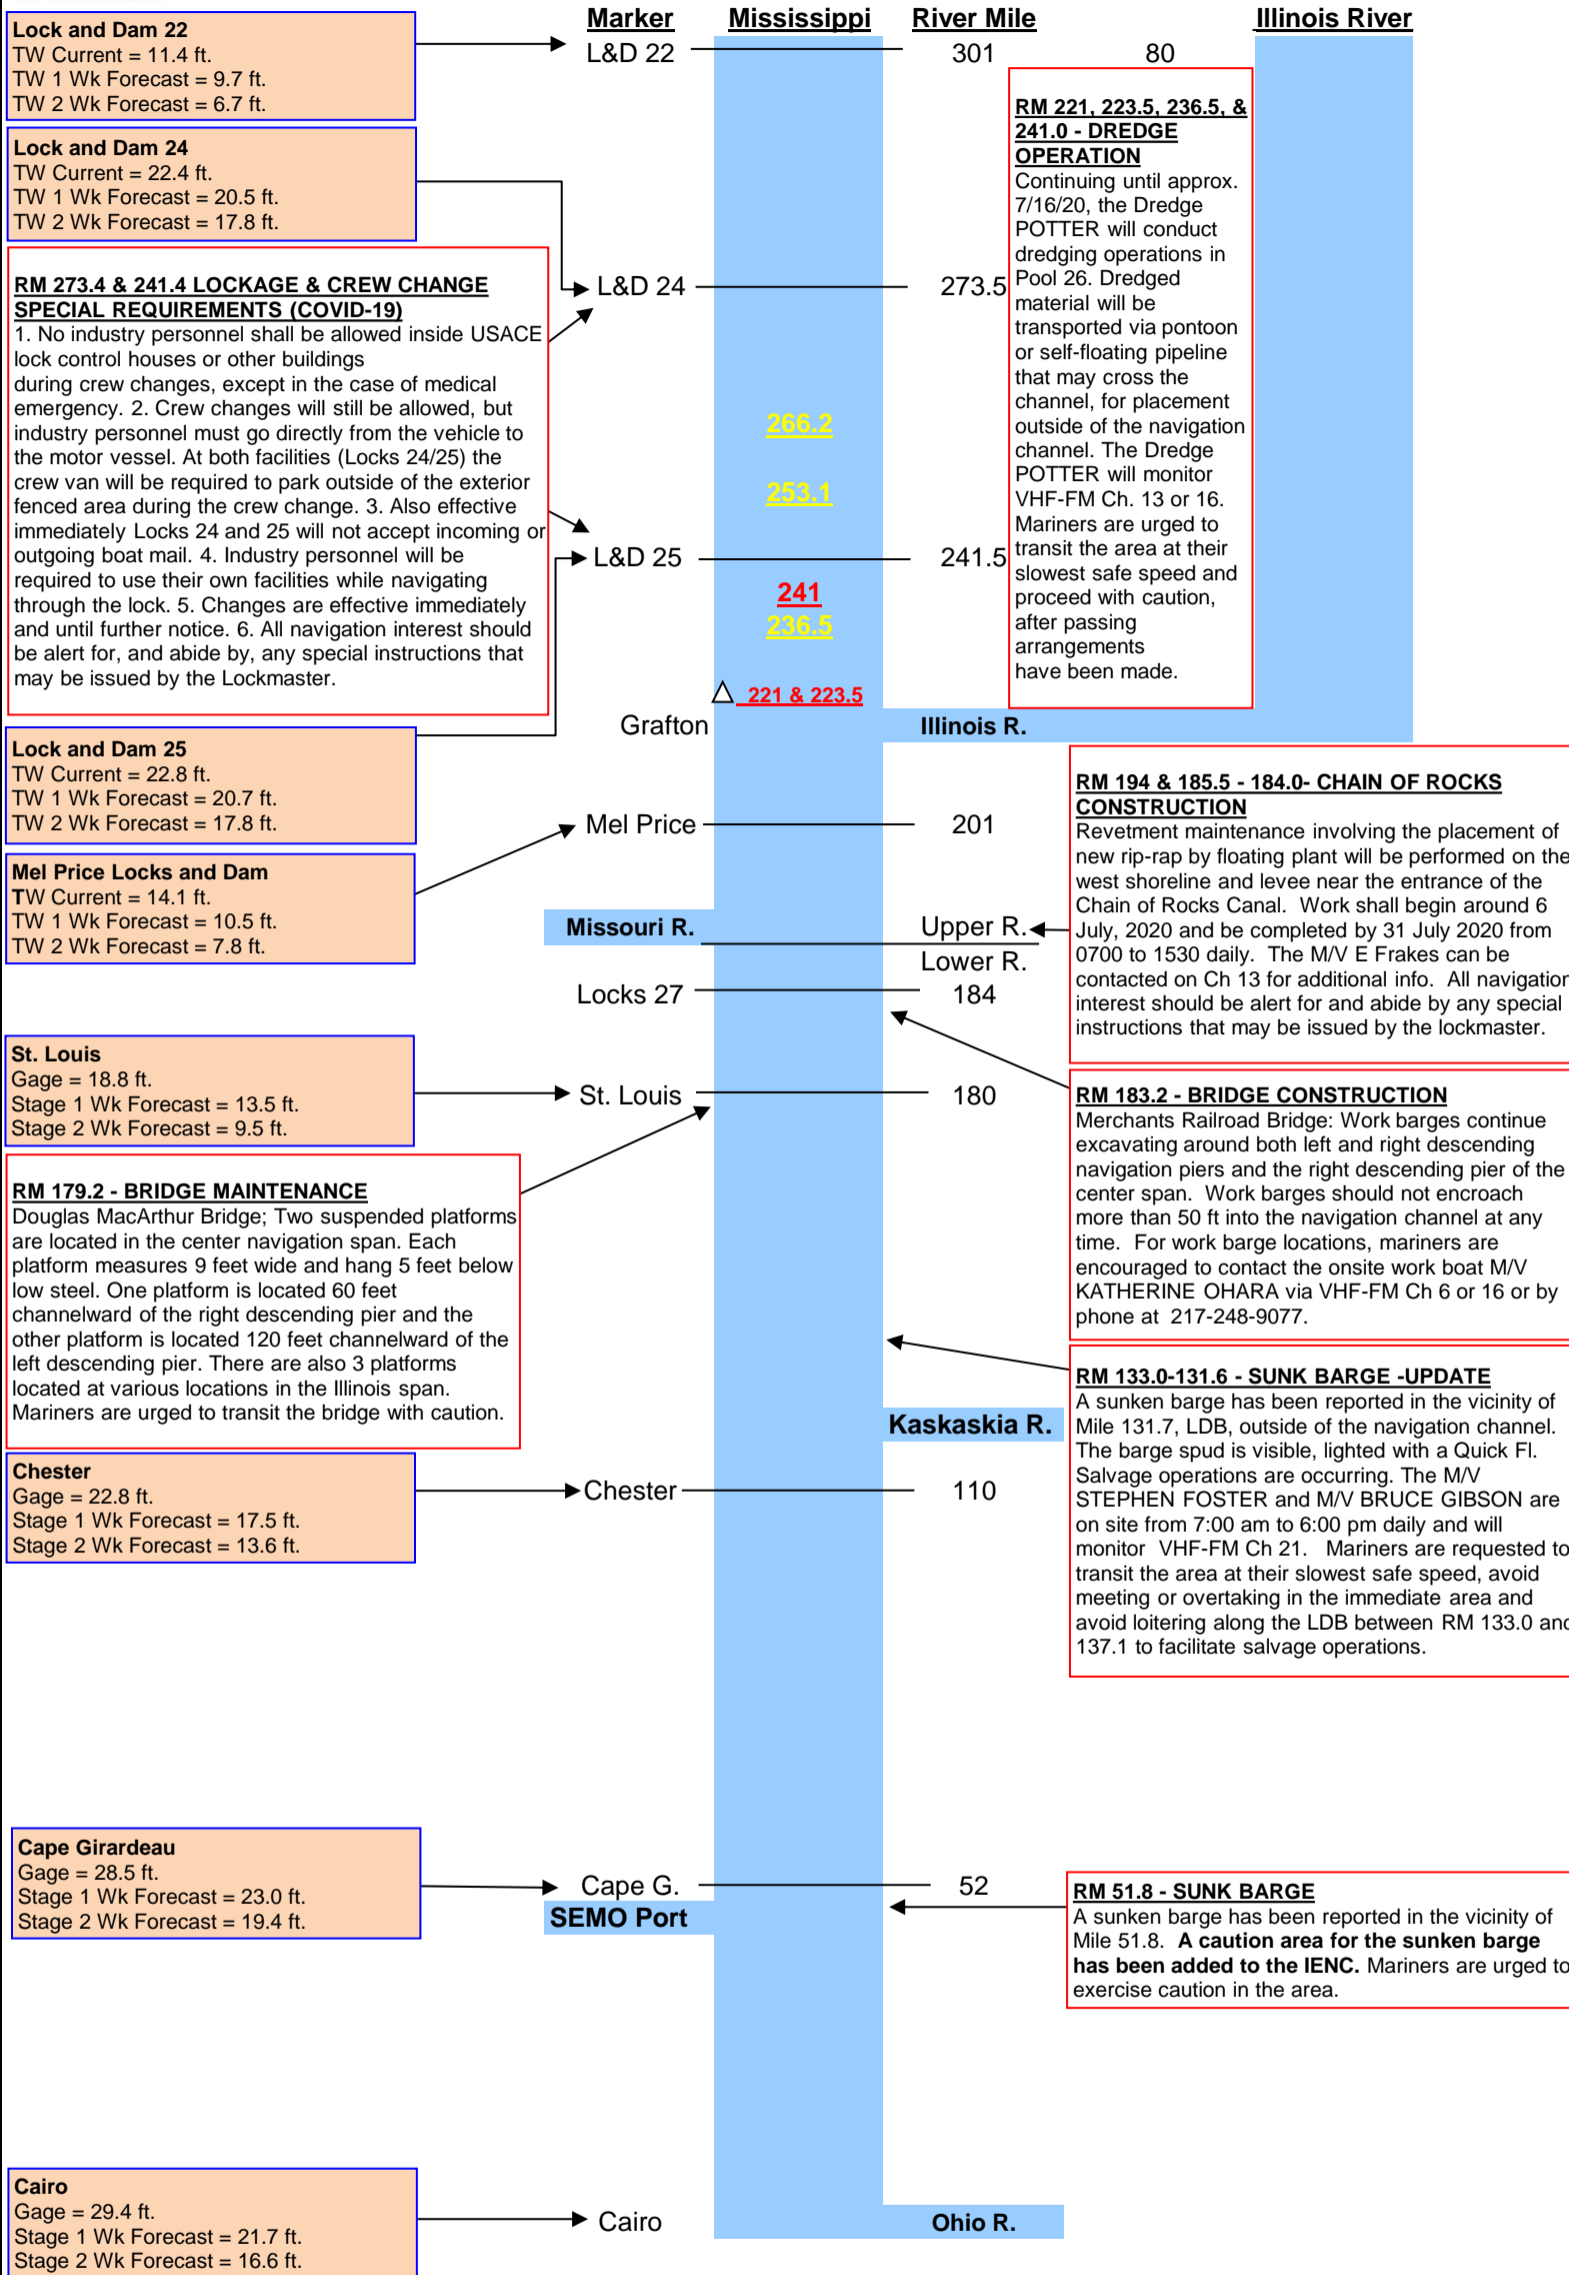 Marker Mississippi River Mile Illinois River
Lock and Dam 22
TW Current = 11.4 ft.
TW 1 Wk Forecast = 9.7 ft.
TW 2 Wk Forecast = 6.7 ft.
L&D 22 301 80
Lock and Dam 24
TW Current = 22.4 ft.
TW 1 Wk Forecast = 20.5 ft.
TW 2 Wk Forecast = 17.8 ft.
RM 221, 223.5, 236.5, &
241.0 - DREDGE
OPERATION
Continuing until approx.
7/16/20, the Dredge
POTTER will conduct
dredging operations in
Pool 26. Dredged
material will be
transported via pontoon
or self-floating pipeline
that may cross the
channel, for placement
outside of the navigation
channel. The Dredge
POTTER will monitor
VHF-FM Ch. 13 or 16.
Mariners are urged to
transit the area at their
slowest safe speed and
proceed with caution,
after passing
arrangements
have been made.
RM 273.4 & 241.4 LOCKAGE & CREW CHANGE
SPECIAL REQUIREMENTS (COVID-19)
1. No industry personnel shall be allowed inside USACE
lock control houses or other buildings
during crew changes, except in the case of medical
emergency. 2. Crew changes will still be allowed, but
industry personnel must go directly from the vehicle to
the motor vessel. At both facilities (Locks 24/25) the
crew van will be required to park outside of the exterior
fenced area during the crew change. 3. Also effective
immediately Locks 24 and 25 will not accept incoming or
outgoing boat mail. 4. Industry personnel will be
required to use their own facilities while navigating
through the lock. 5. Changes are effective immediately
and until further notice. 6. All navigation interest should
be alert for, and abide by, any special instructions that
may be issued by the Lockmaster.
L&D 24 273.5
266.2
253.1
L&D 25 241.5
241
236.5
221 & 223.5
Grafton Illinois R.
Lock and Dam 25
TW Current = 22.8 ft.
TW 1 Wk Forecast = 20.7 ft.
TW 2 Wk Forecast = 17.8 ft.
Mel Price 201
Mel Price Locks and Dam
TW Current = 14.1 ft.
TW 1 Wk Forecast = 10.5 ft.
TW 2 Wk Forecast = 7.8 ft.
RM 194 & 185.5 - 184.0- CHAIN OF ROCKS
CONSTRUCTION
Revetment maintenance involving the placement of
new rip-rap by floating plant will be performed on the
west shoreline and levee near the entrance of the
Chain of Rocks Canal. Work shall begin around 6
July, 2020 and be completed by 31 July 2020 from
0700 to 1530 daily. The M/V E Frakes can be
contacted on Ch 13 for additional info. All navigation
interest should be alert for and abide by any special
instructions that may be issued by the lockmaster.
Missouri R. Upper R.
Lower R.
Locks 27 184
St. Louis
Gage = 18.8 ft.
Stage 1 Wk Forecast = 13.5 ft.
Stage 2 Wk Forecast = 9.5 ft.
St. Louis 180
RM 183.2 - BRIDGE CONSTRUCTION
Merchants Railroad Bridge: Work barges continue
excavating around both left and right descending
navigation piers and the right descending pier of the
center span. Work barges should not encroach
more than 50 ft into the navigation channel at any
time. For work barge locations, mariners are
encouraged to contact the onsite work boat M/V
KATHERINE OHARA via VHF-FM Ch 6 or 16 or by
phone at 217-248-9077.
RM 179.2 - BRIDGE MAINTENANCE
Douglas MacArthur Bridge; Two suspended platforms
are located in the center navigation span. Each
platform measures 9 feet wide and hang 5 feet below
low steel. One platform is located 60 feet
channelward of the right descending pier and the
other platform is located 120 feet channelward of the
left descending pier. There are also 3 platforms
located at various locations in the Illinois span.
Mariners are urged to transit the bridge with caution.
RM 133.0-131.6 - SUNK BARGE -UPDATE
A sunken barge has been reported in the vicinity of
Mile 131.7, LDB, outside of the navigation channel.
The barge spud is visible, lighted with a Quick Fl.
Salvage operations are occurring. The M/V
STEPHEN FOSTER and M/V BRUCE GIBSON are
on site from 7:00 am to 6:00 pm daily and will
monitor VHF-FM Ch 21. Mariners are requested to
transit the area at their slowest safe speed, avoid
meeting or overtaking in the immediate area and
avoid loitering along the LDB between RM 133.0 and
137.1 to facilitate salvage operations.
Kaskaskia R.
Chester
Gage = 22.8 ft.
Stage 1 Wk Forecast = 17.5 ft.
Stage 2 Wk Forecast = 13.6 ft.
Chester 110
Cape Girardeau
Gage = 28.5 ft.
Stage 1 Wk Forecast = 23.0 ft.
Stage 2 Wk Forecast = 19.4 ft.
Cape G. 52
SEMO Port
RM 51.8 - SUNK BARGE
A sunken barge has been reported in the vicinity of
Mile 51.8. A caution area for the sunken barge
has been added to the IENC. Mariners are urged to
exercise caution in the area.
Cairo
Gage = 29.4 ft.
Stage 1 Wk Forecast = 21.7 ft.
Stage 2 Wk Forecast = 16.6 ft.
Cairo Ohio R.